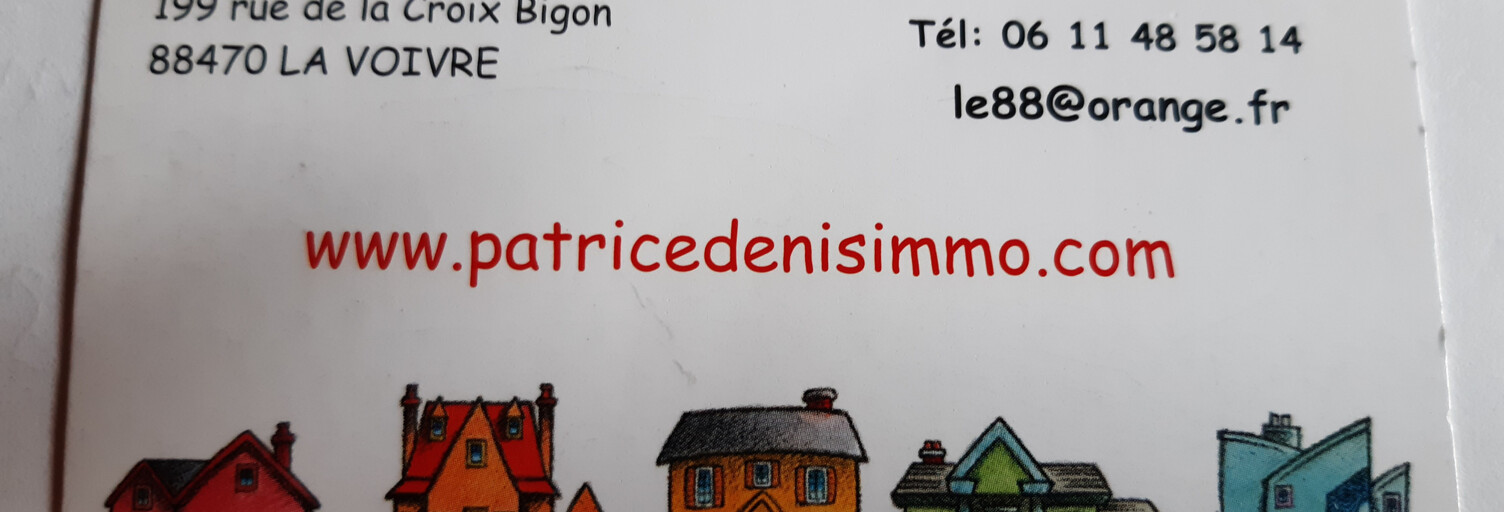 199 rue de la Croix Bigon
88470 LA VOIVRE
Tél: 06 11 48 58 14
le88@orange.fr
www.patricedenisimmo.com